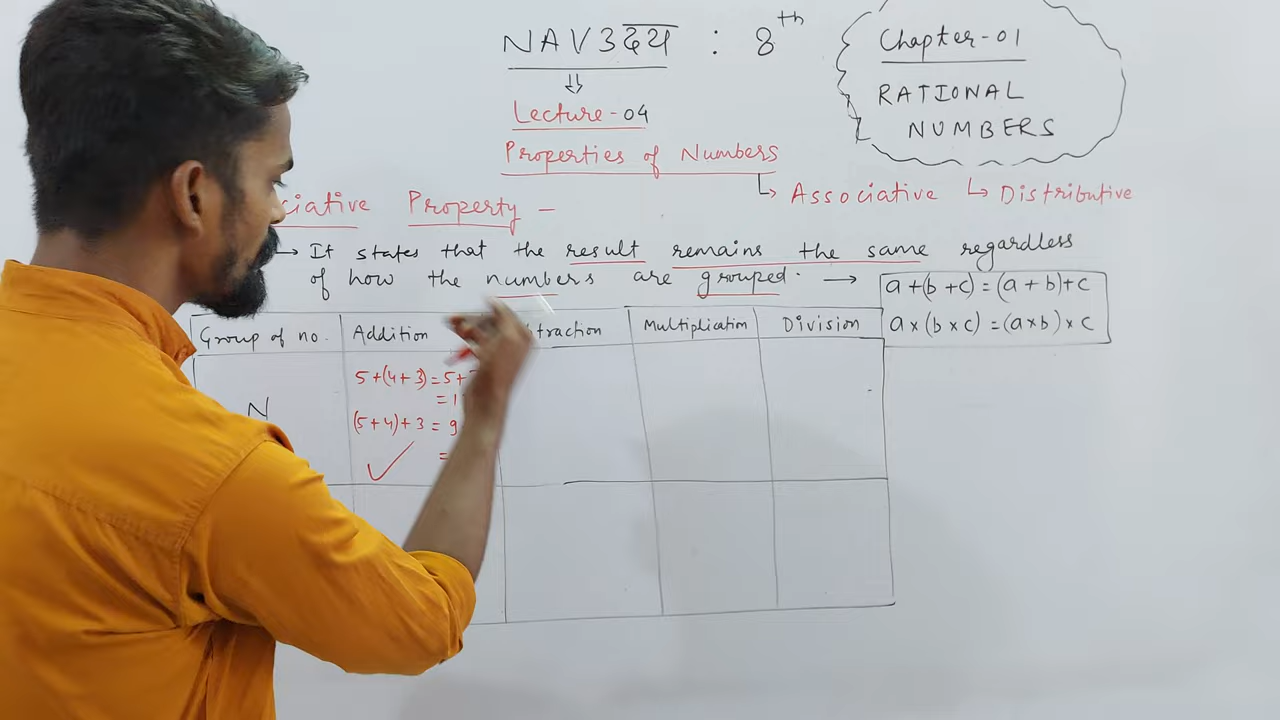 NAV3दय : 8th
Chapter-01
RATIONAL
NUMBERS
⇓
Lecture-04
Properties of Numbers
↳ Associative ↳ Distributive
ciative Property –
→ It states that the result remains the same regardless
of how the numbers are grouped. →
a+(b+c)=(a+b)+c
a×(b×c)=(a×b)×c
Group of no. Addition traction Multiplication Division
N
5+(4+3)=5+
=1
(5+4)+3=9
=
✓